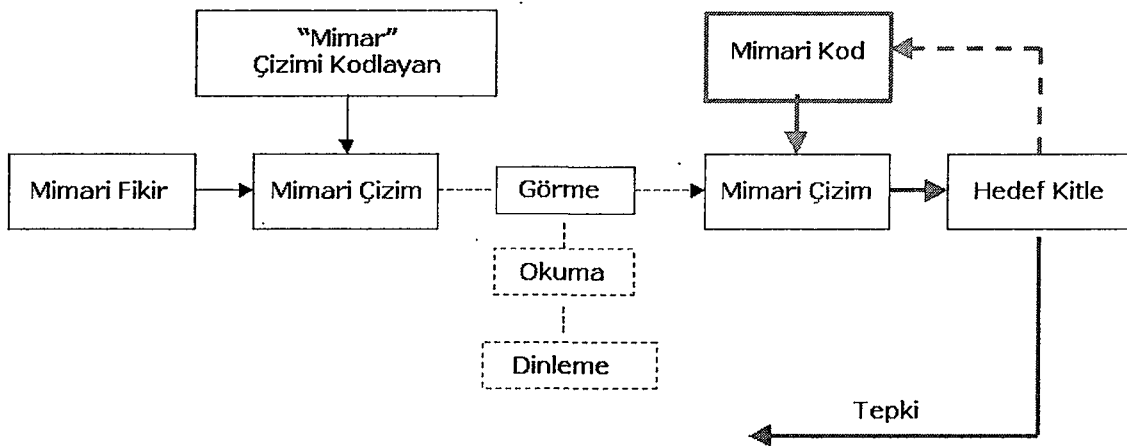 “Mimar”
Çizimi Kodlayan
Mimari Kod
Mimari Fikir
Mimari Çizim
Görme
Mimari Çizim
Hedef Kitle
Okuma
Dinleme
Tepki